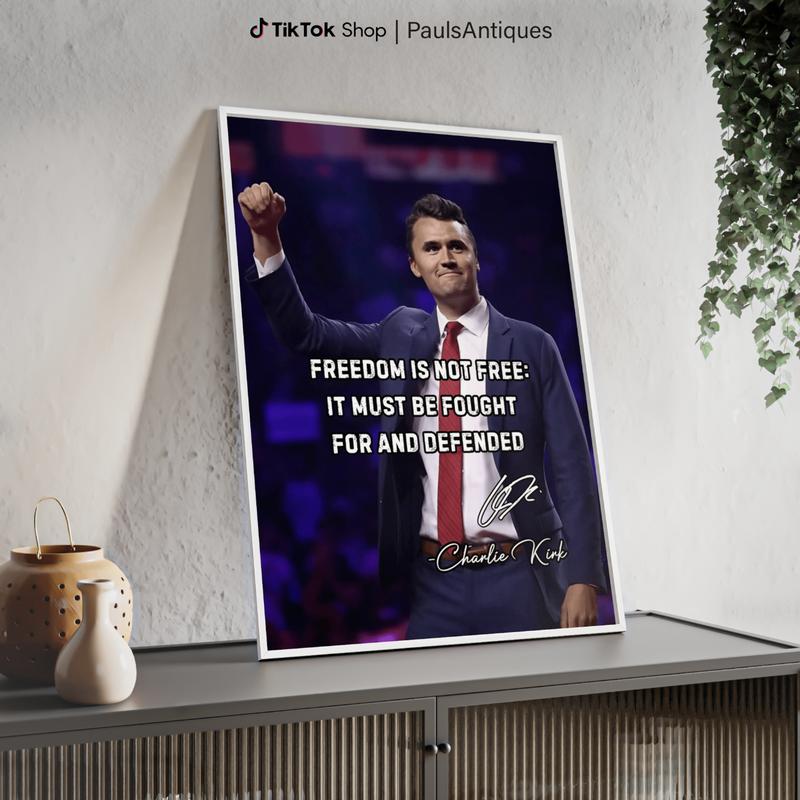 TikTok Shop | PaulsAntiques
FREEDOM IS NOT FREE:
IT MUST BE FOUGHT
FOR AND DEFENDED
-Charlie Kirk